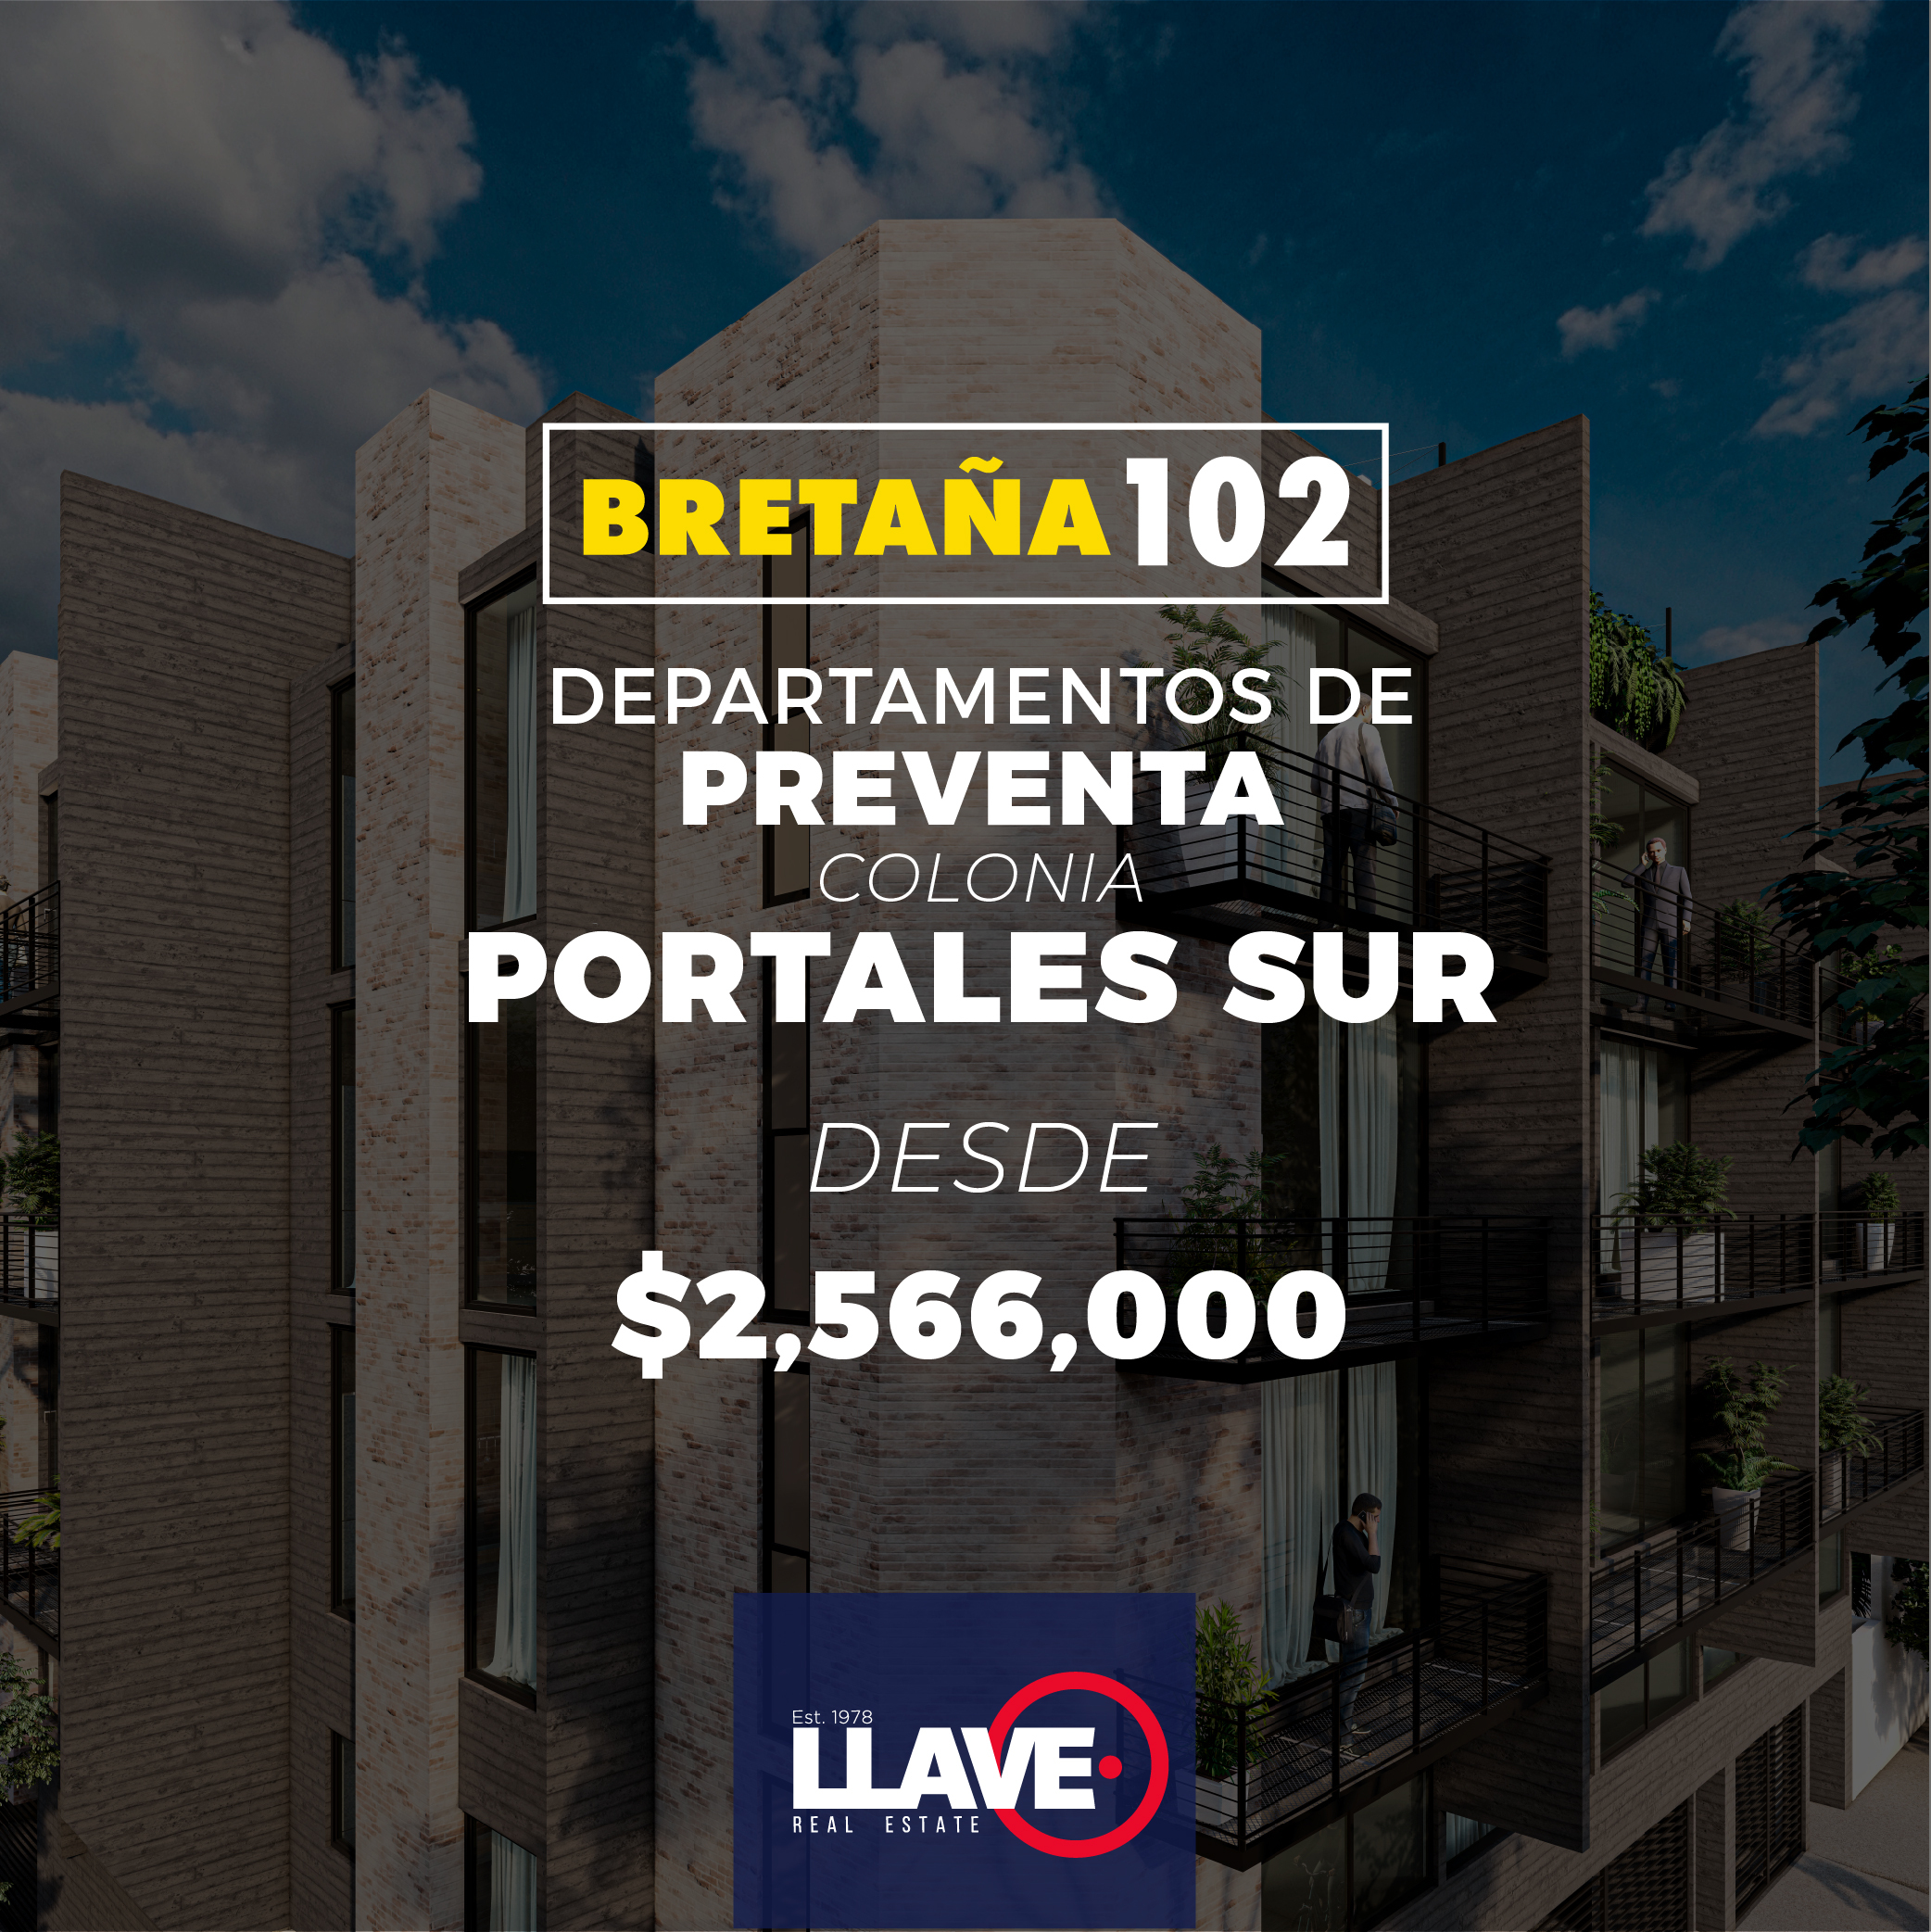 BRETAÑA 102
DEPARTAMENTOS DE
PREVENTA
COLONIA
PORTALES SUR
DESDE
$2,566,000
Est. 1978
LLAVE
REAL ESTATE